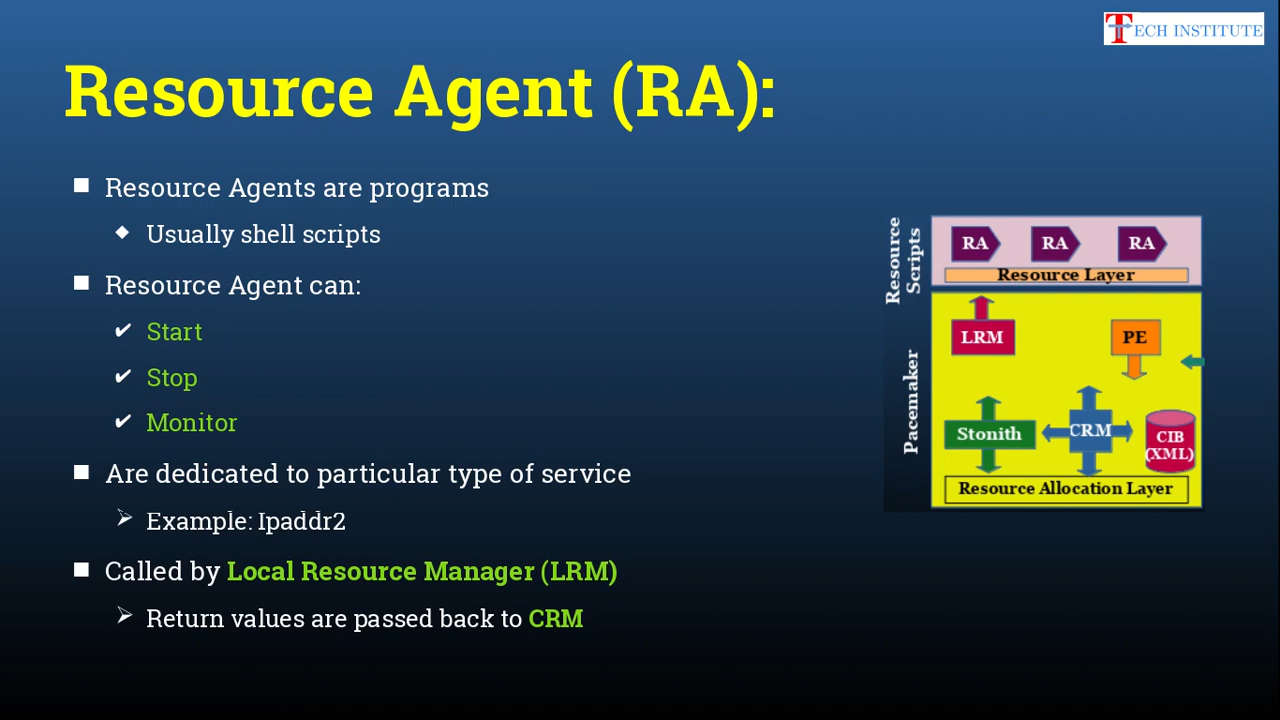 TECH INSTITUTE
Resource Agent (RA):
Resource Agents are programs
Usually shell scripts
Resource Agent can:
Start
Stop
Monitor
Are dedicated to particular type of service
Example: Ipaddr2
Called by Local Resource Manager (LRM)
Return values are passed back to CRM
Resource
Scripts
RA RA RA
Resource Layer
Pacemaker
LRM PE
Stonith CRM CIB
(XML)
Resource Allocation Layer